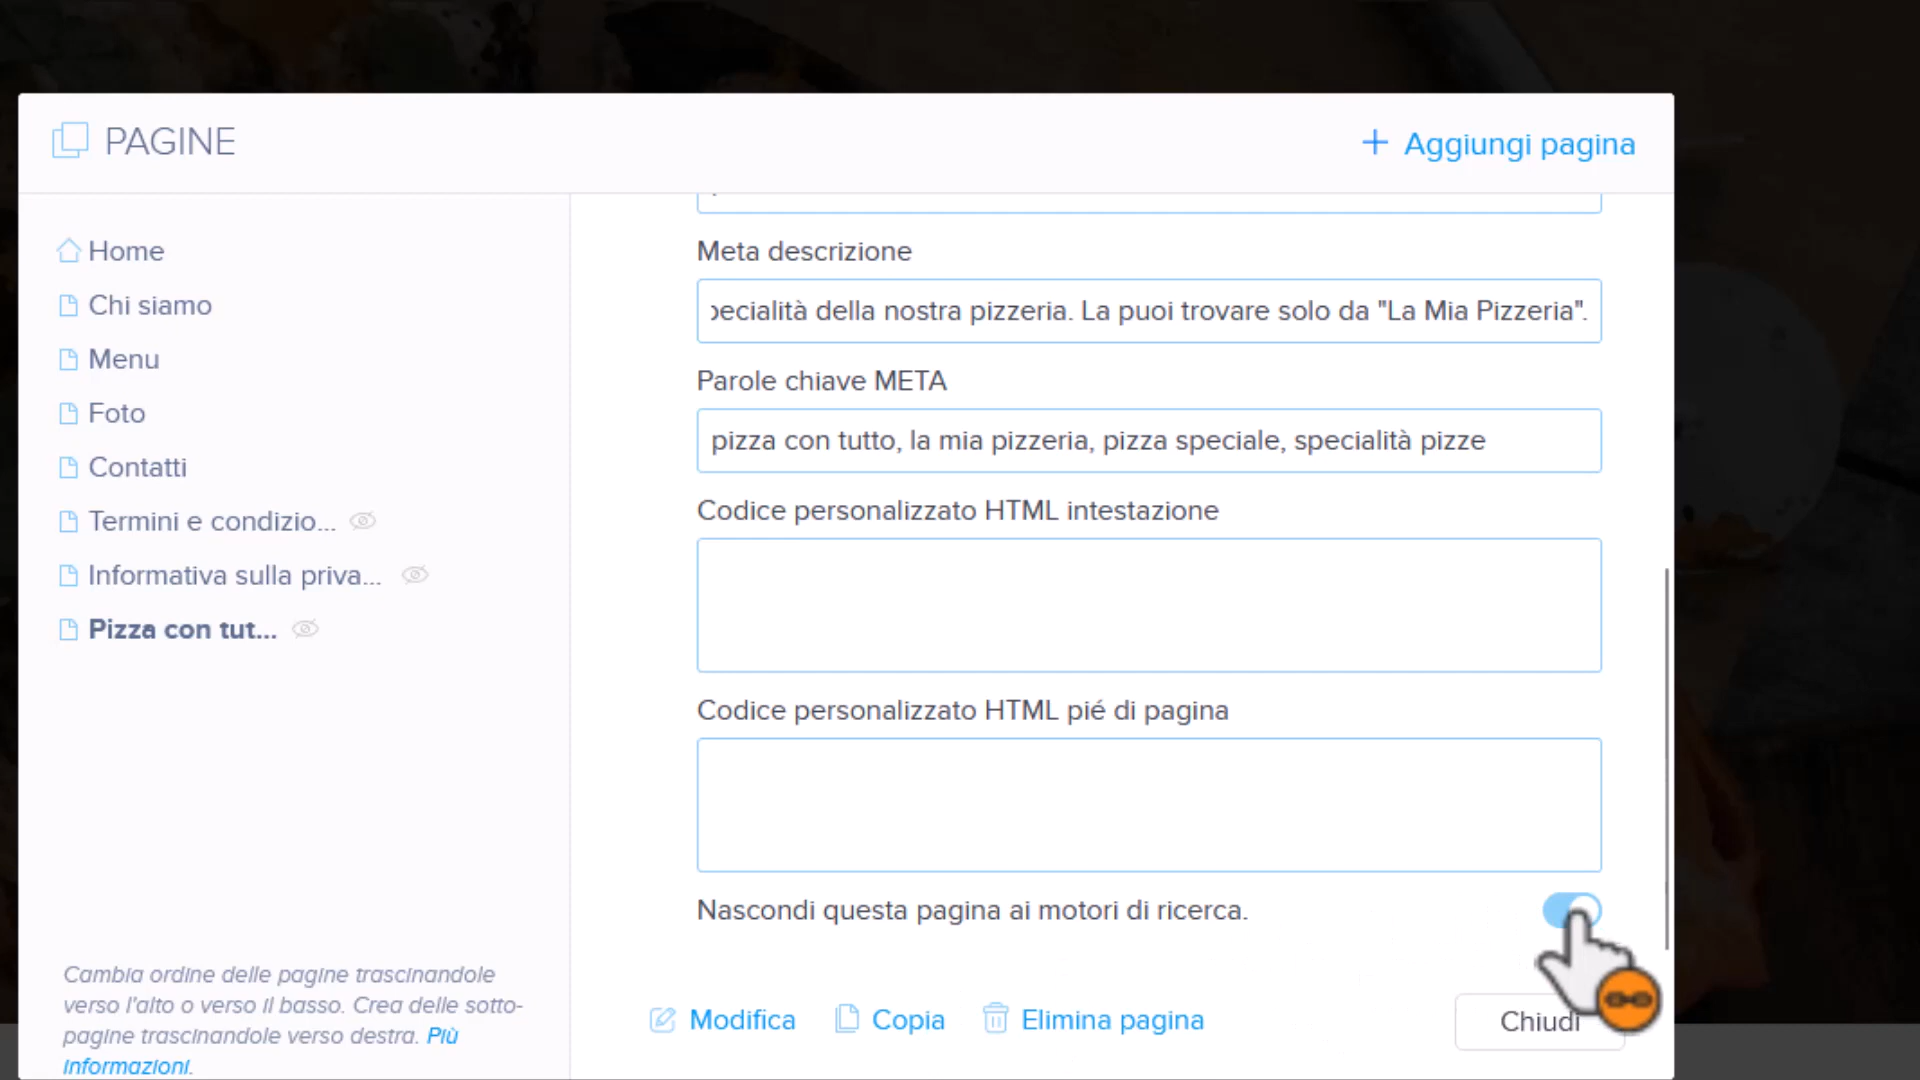 PAGINE
+ Aggiungi pagina
Home
Chi siamo
Menu
Foto
Contatti
Termini e condizio...
Informativa sulla priva...
Pizza con tut...
Cambia ordine delle pagine trascinandole
verso l'alto o verso il basso. Crea delle sotto-
pagine trascinandole verso destra. Più
informazioni.
Meta descrizione
ecialità della nostra pizzeria. La puoi trovare solo da "La Mia Pizzeria".
Parole chiave META
pizza con tutto, la mia pizzeria, pizza speciale, specialità pizze
Codice personalizzato HTML intestazione
Codice personalizzato HTML pié di pagina
Nascondi questa pagina ai motori di ricerca.
Modifica
Copia
Elimina pagina
Chiudi